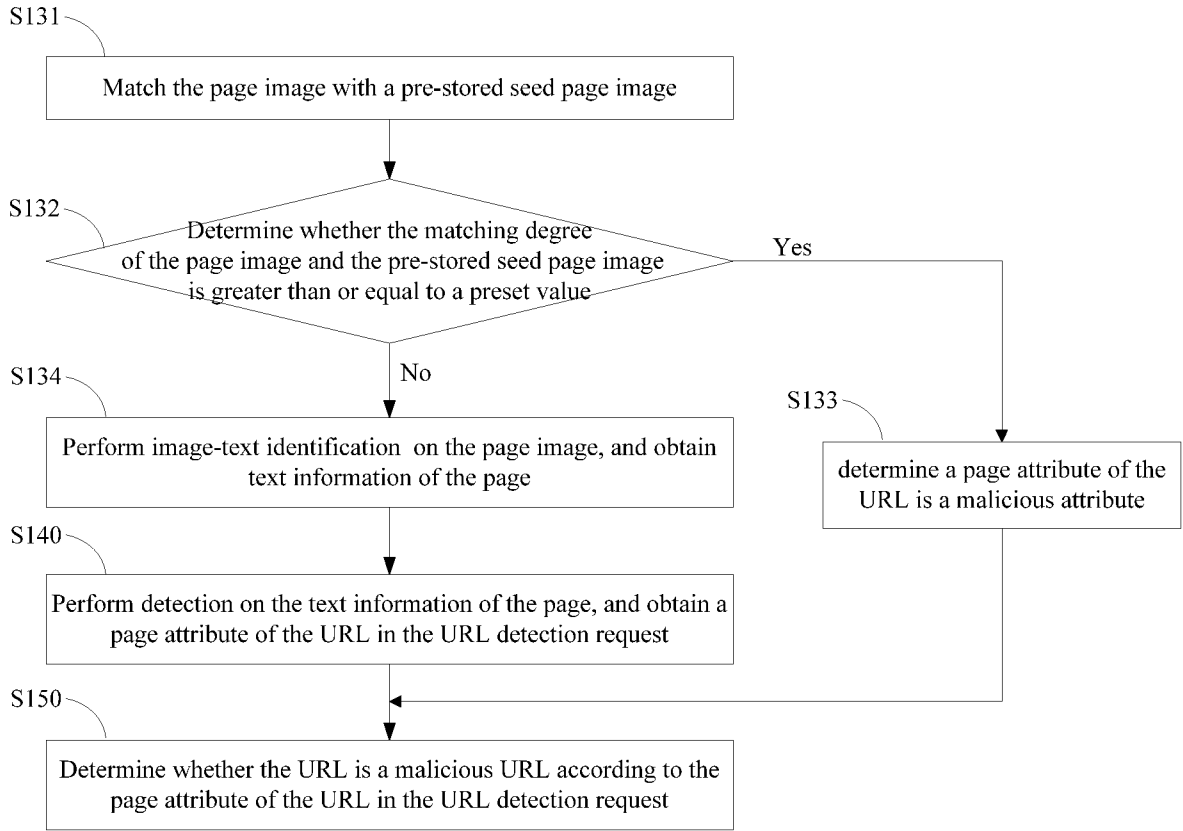 S131
Match the page image with a pre-stored seed page image
S132
Determine whether the matching degree
of the page image and the pre-stored seed page image
is greater than or equal to a preset value
Yes
No
S134
Perform image-text identification on the page image, and obtain
text information of the page
S133
determine a page attribute of the
URL is a malicious attribute
S140
Perform detection on the text information of the page, and obtain a
page attribute of the URL in the URL detection request
S150
Determine whether the URL is a malicious URL according to the
page attribute of the URL in the URL detection request